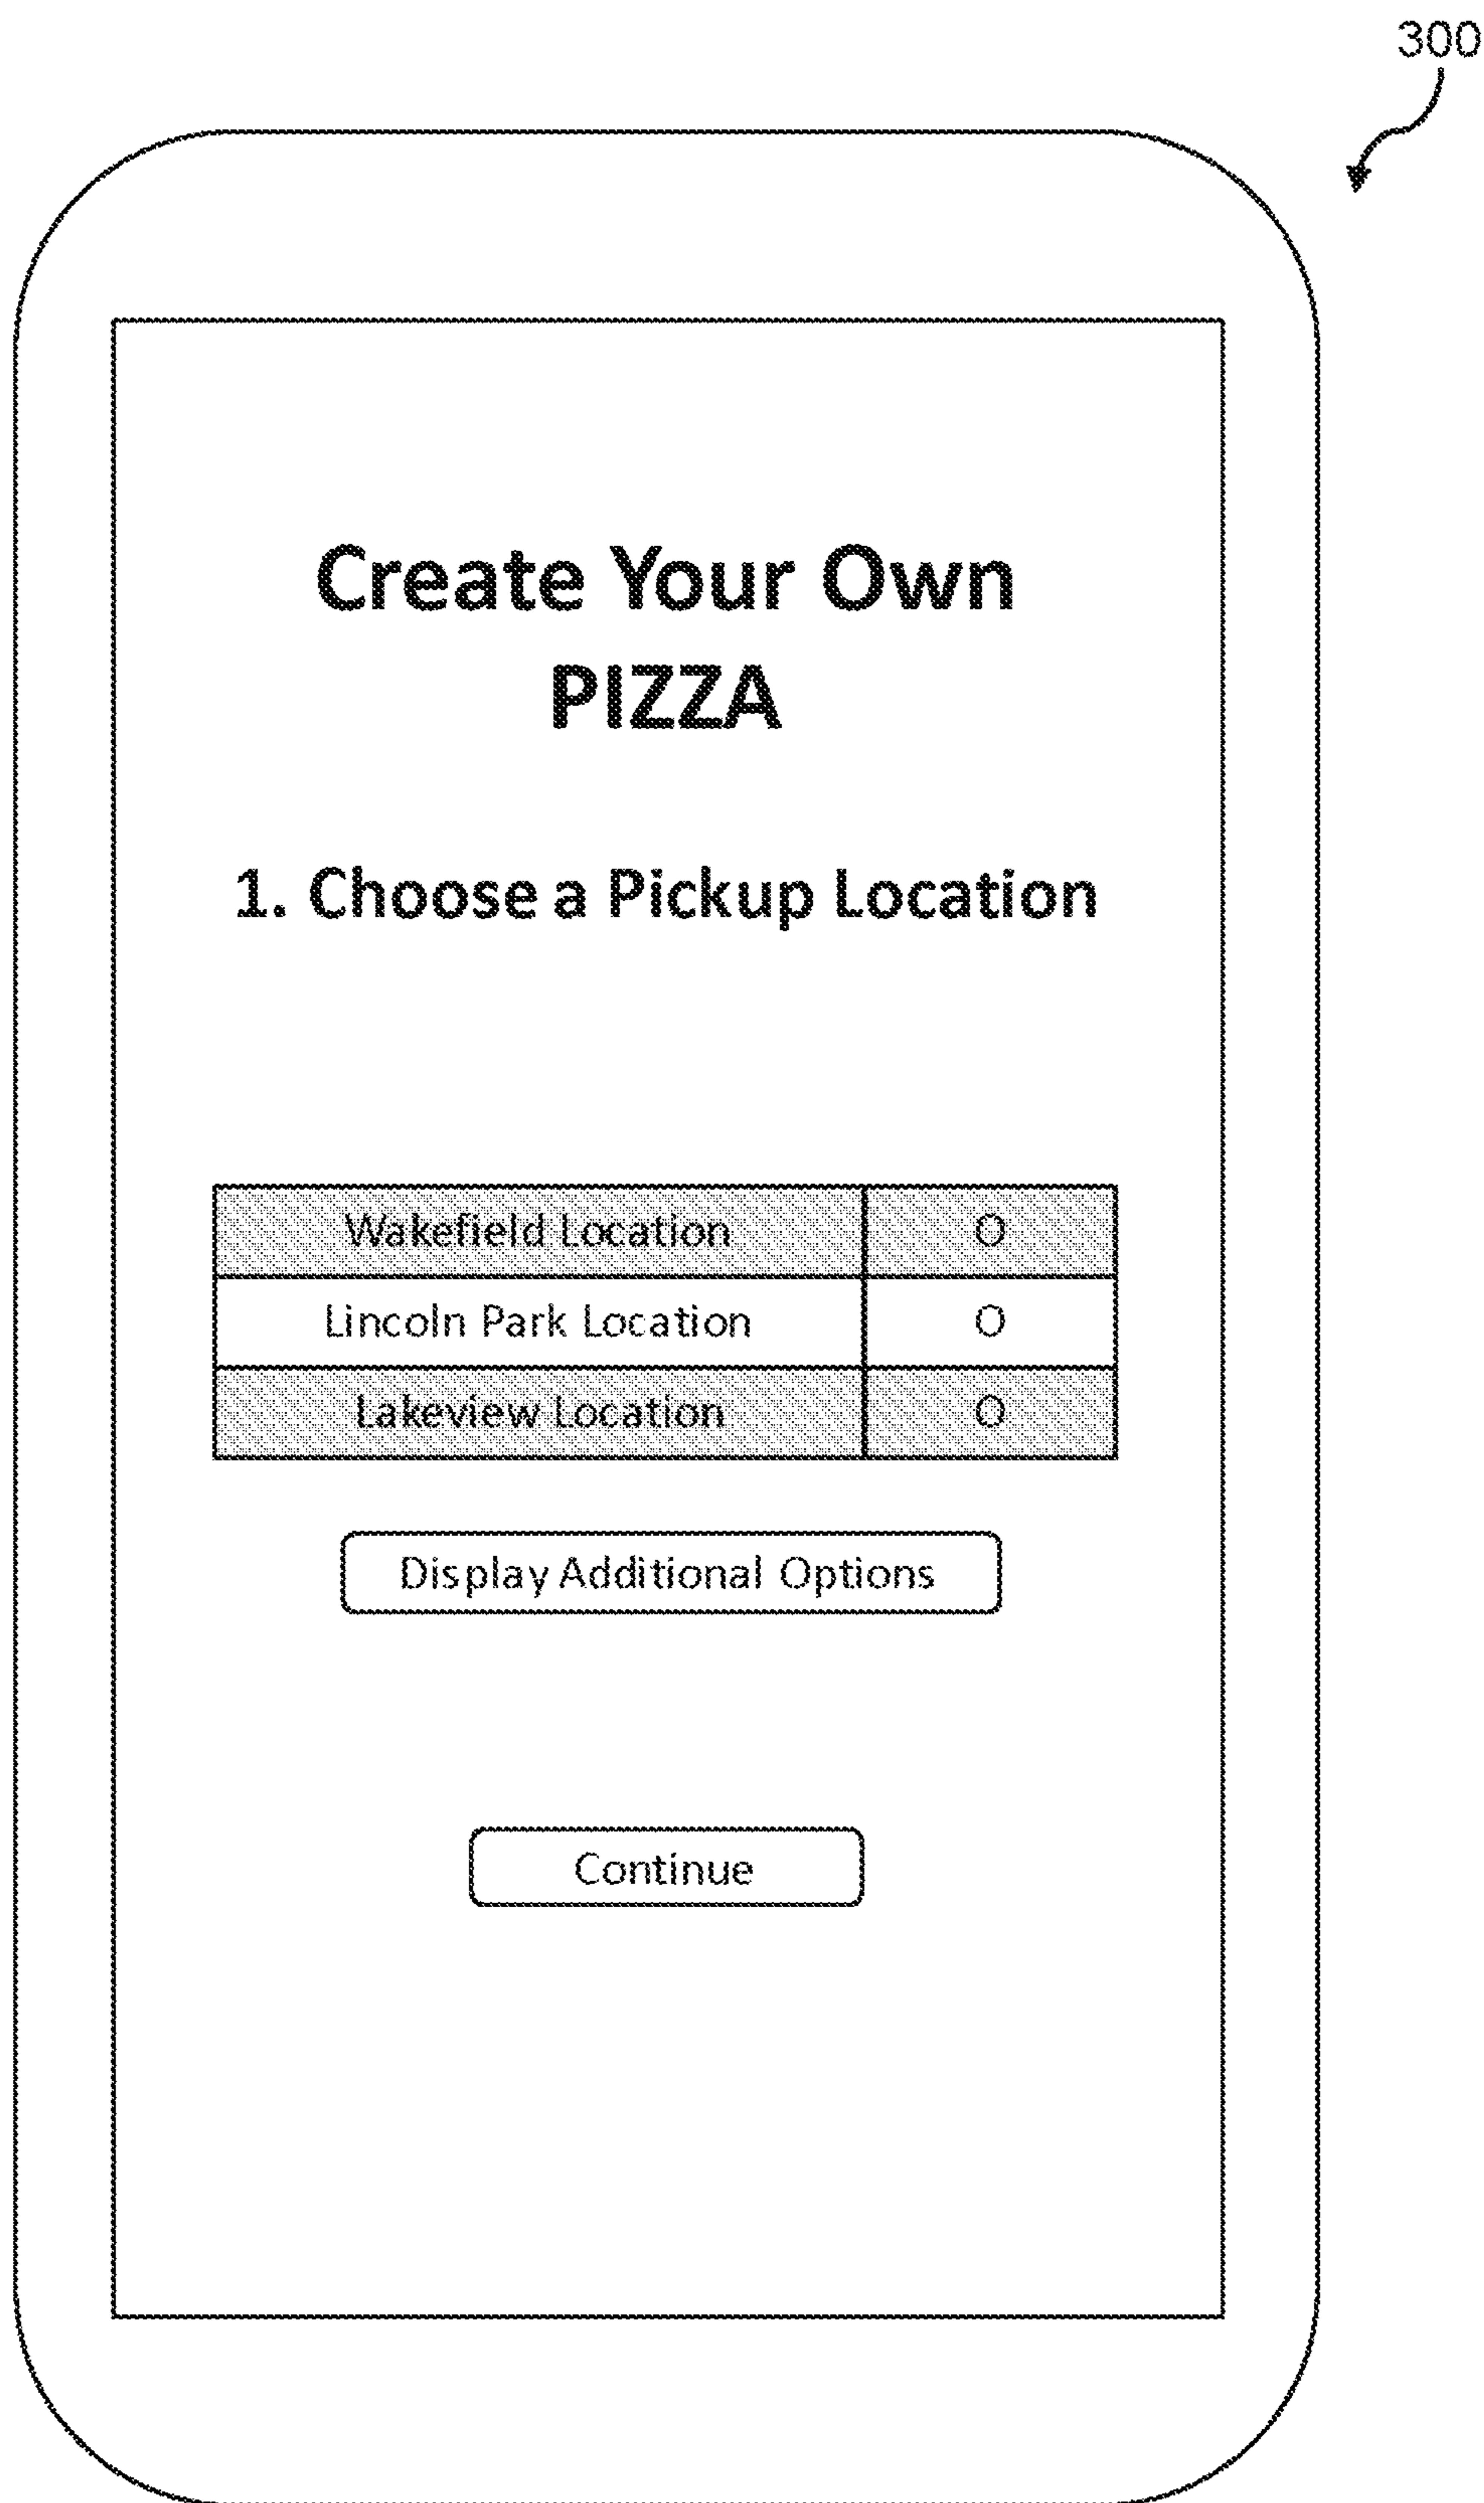 300
Create Your Own
PIZZA
1. Choose a Pickup Location
Wakefield Location O
Lincoln Park Location O
Lakeview Location O
Display Additional Options
Continue